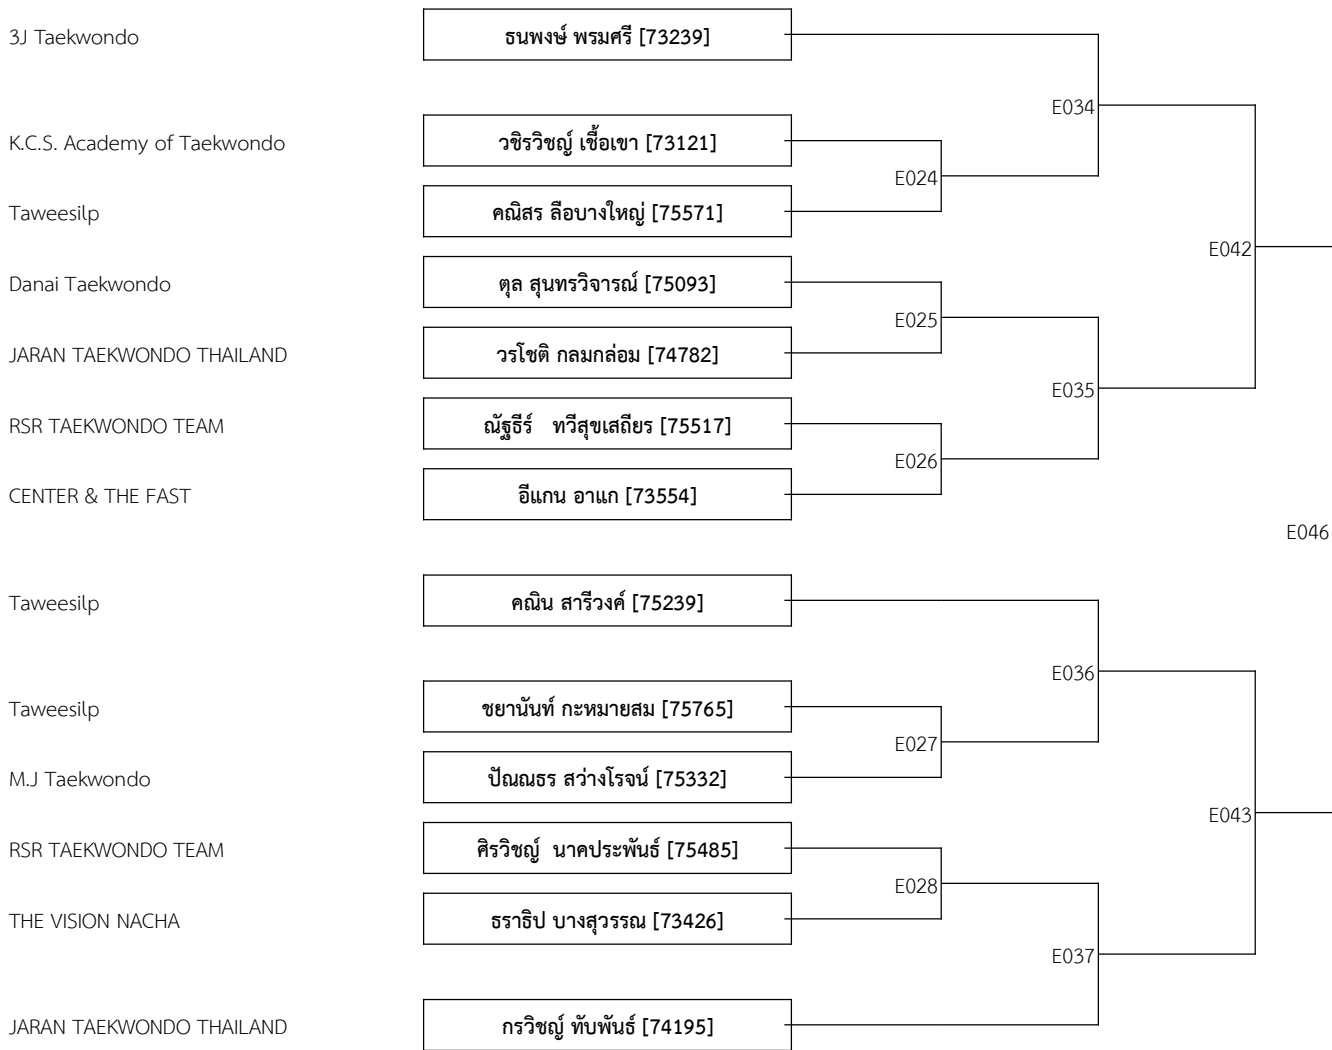 3J Taekwondo
ธนพงษ์ พรมศรี [73239]
E034
K.C.S. Academy of Taekwondo
วชิรวิชญ์ เชื้อเขา [73121]
E024
Taweesilp
คณิสร ลือบางใหญ่ [75571]
E042
Danai Taekwondo
ตุล สุนทรวิจารณ์ [75093]
E025
JARAN TAEKWONDO THAILAND
วรโชติ กลมกล่อม [74782]
E035
RSR TAEKWONDO TEAM
ณัฐธีร์   ทวีสุขเสถียร [75517]
E026
CENTER & THE FAST
อีแกน อาแก [73554]
E046
Taweesilp
คณิน สารีวงค์ [75239]
E036
Taweesilp
ชยานันท์ กะหมายสม [75765]
E027
M.J Taekwondo
ปัณณธร สว่างโรจน์ [75332]
E043
RSR TAEKWONDO TEAM
ศิรวิชญ์  นาคประพันธ์ [75485]
E028
THE VISION NACHA
ธราธิป บางสุวรรณ [73426]
E037
JARAN TAEKWONDO THAILAND
กรวิชญ์ ทับพันธ์ [74195]